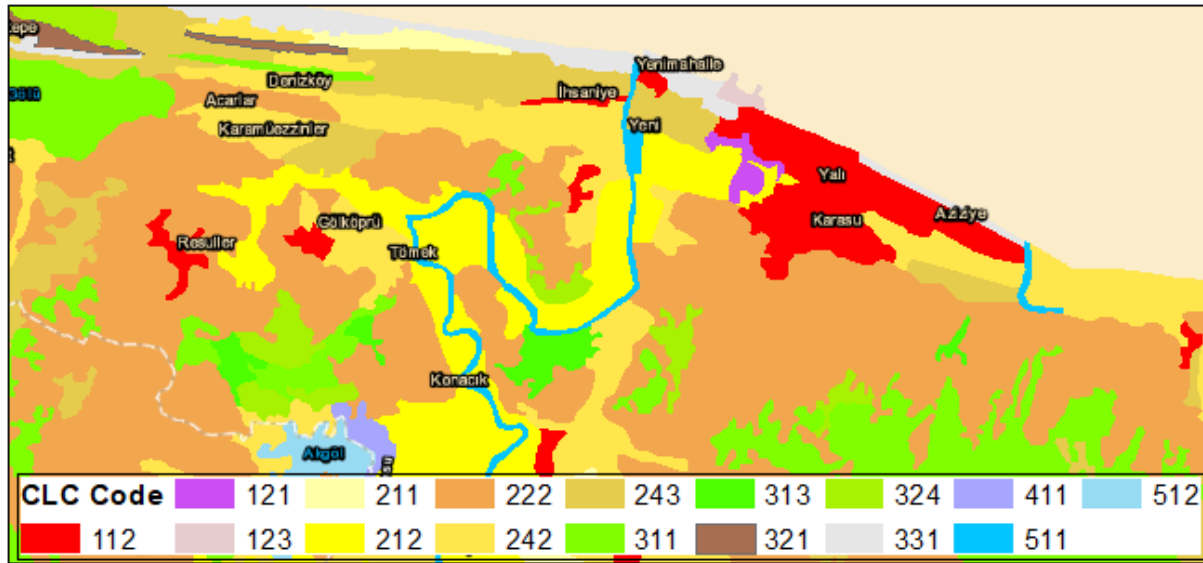 Yenimahalle
Denizköy
İhsaniye
Acarlar
Karamüezzinler
Yeni
Yalı
Gölköprü
Karasu
Aziziye
Resuller
Tömek
Konacık
Akgöl
CLC Code 121 211 222 243 313 324 411 512
112 123 212 242 311 321 331 511